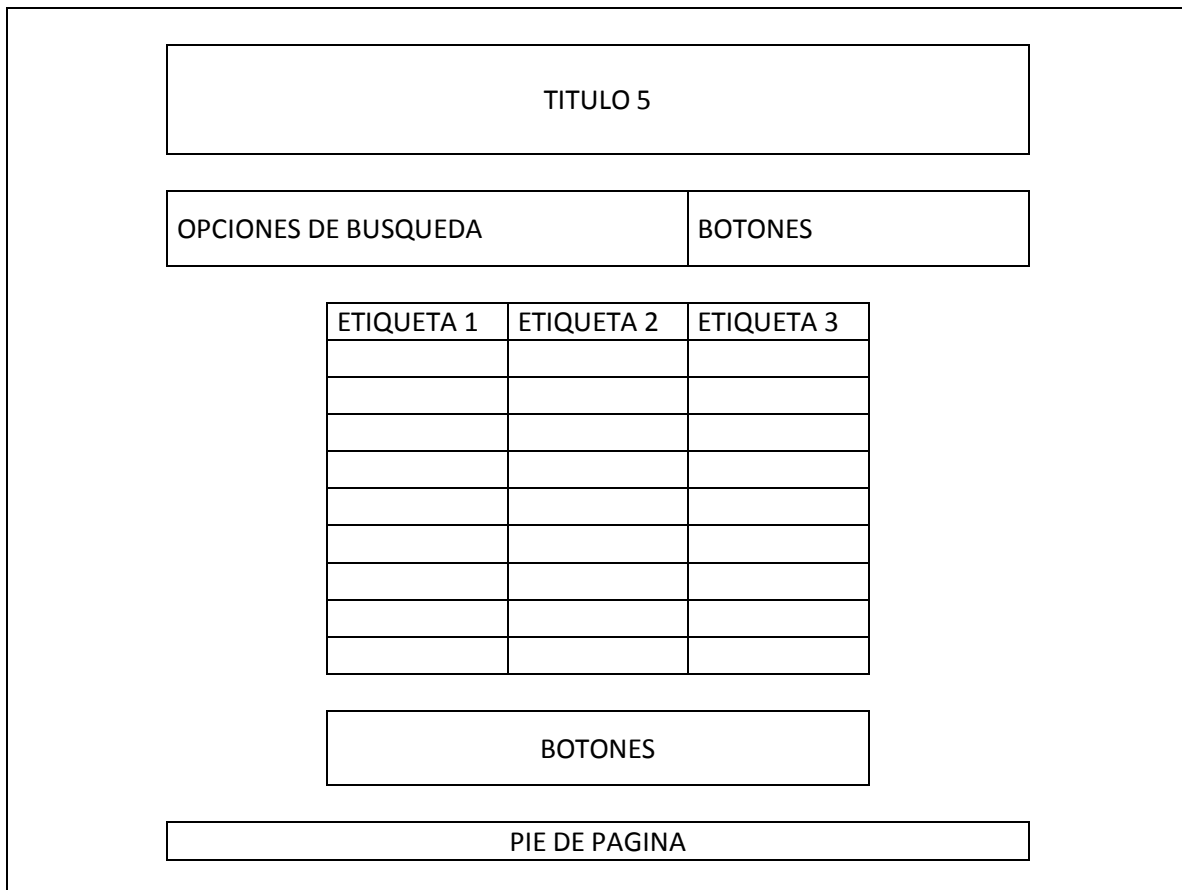 TITULO 5
OPCIONES DE BUSQUEDA BOTONES
ETIQUETA 1 ETIQUETA 2 ETIQUETA 3
BOTONES
PIE DE PAGINA